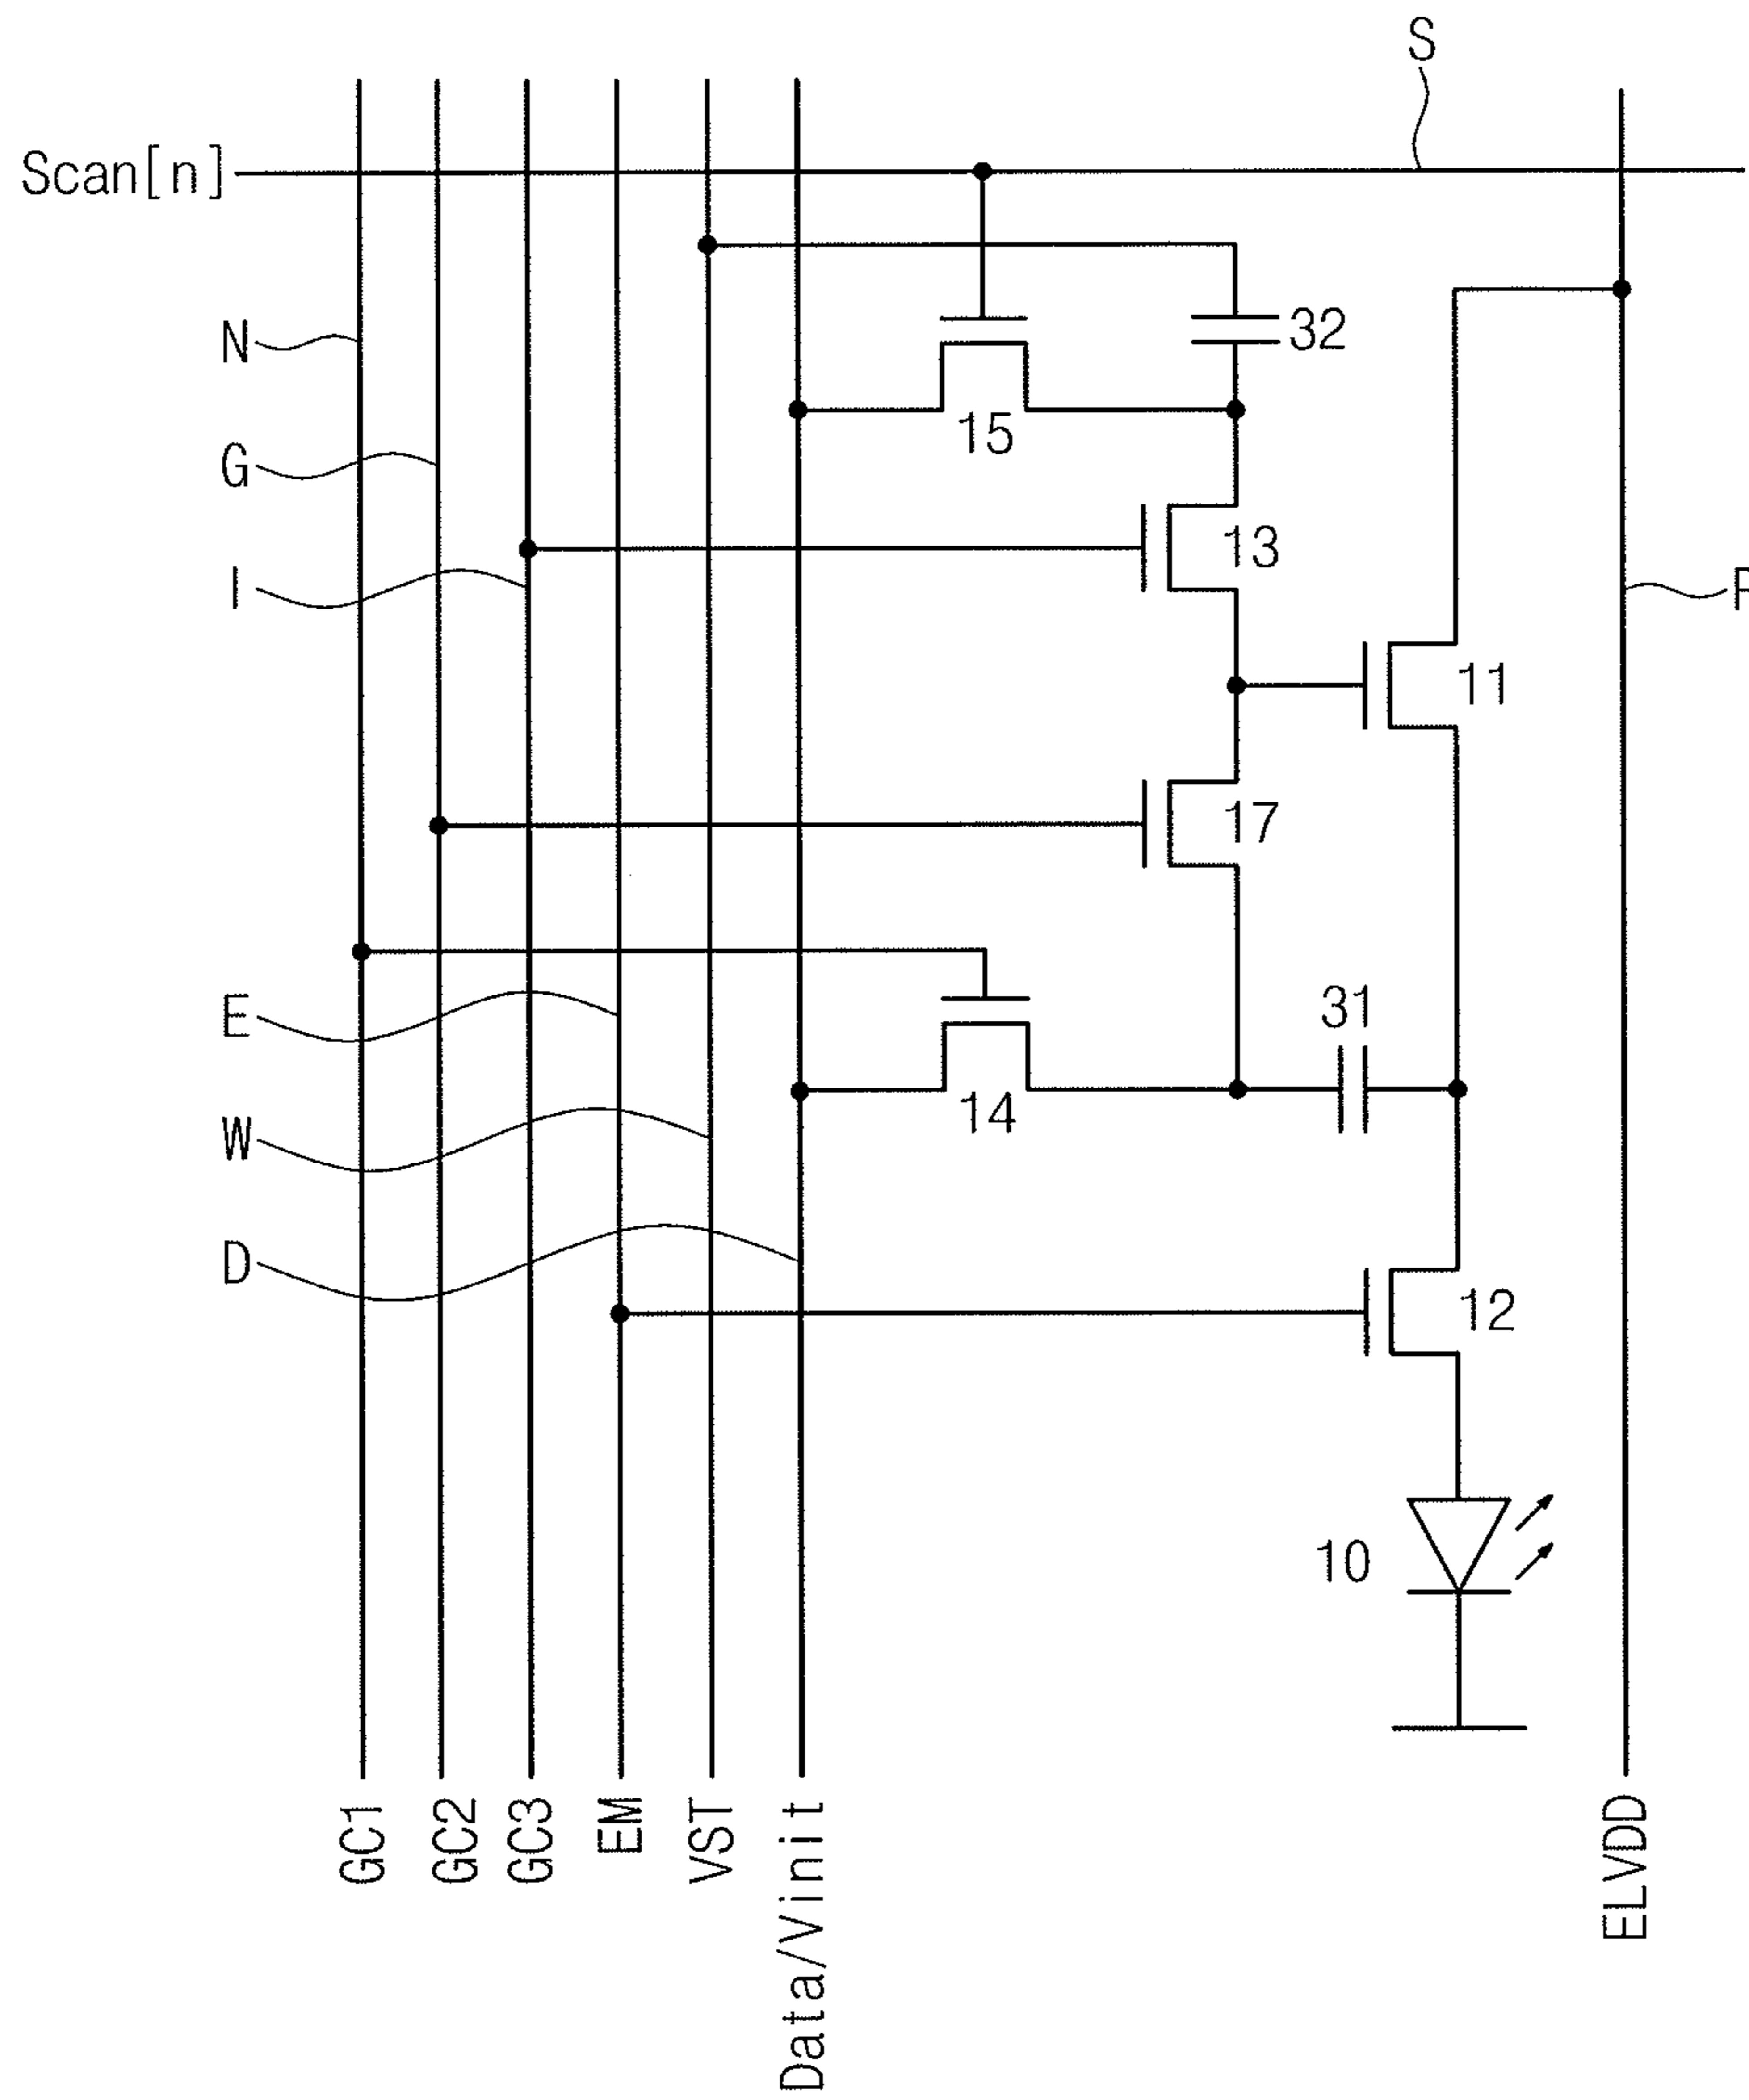 S
Scan[n]
N
32
G
15
I
13
P
11
17
E
31
W
14
D
12
10
GC1
GC2
GC3
EM
VST
Data/Vinit
ELVDD